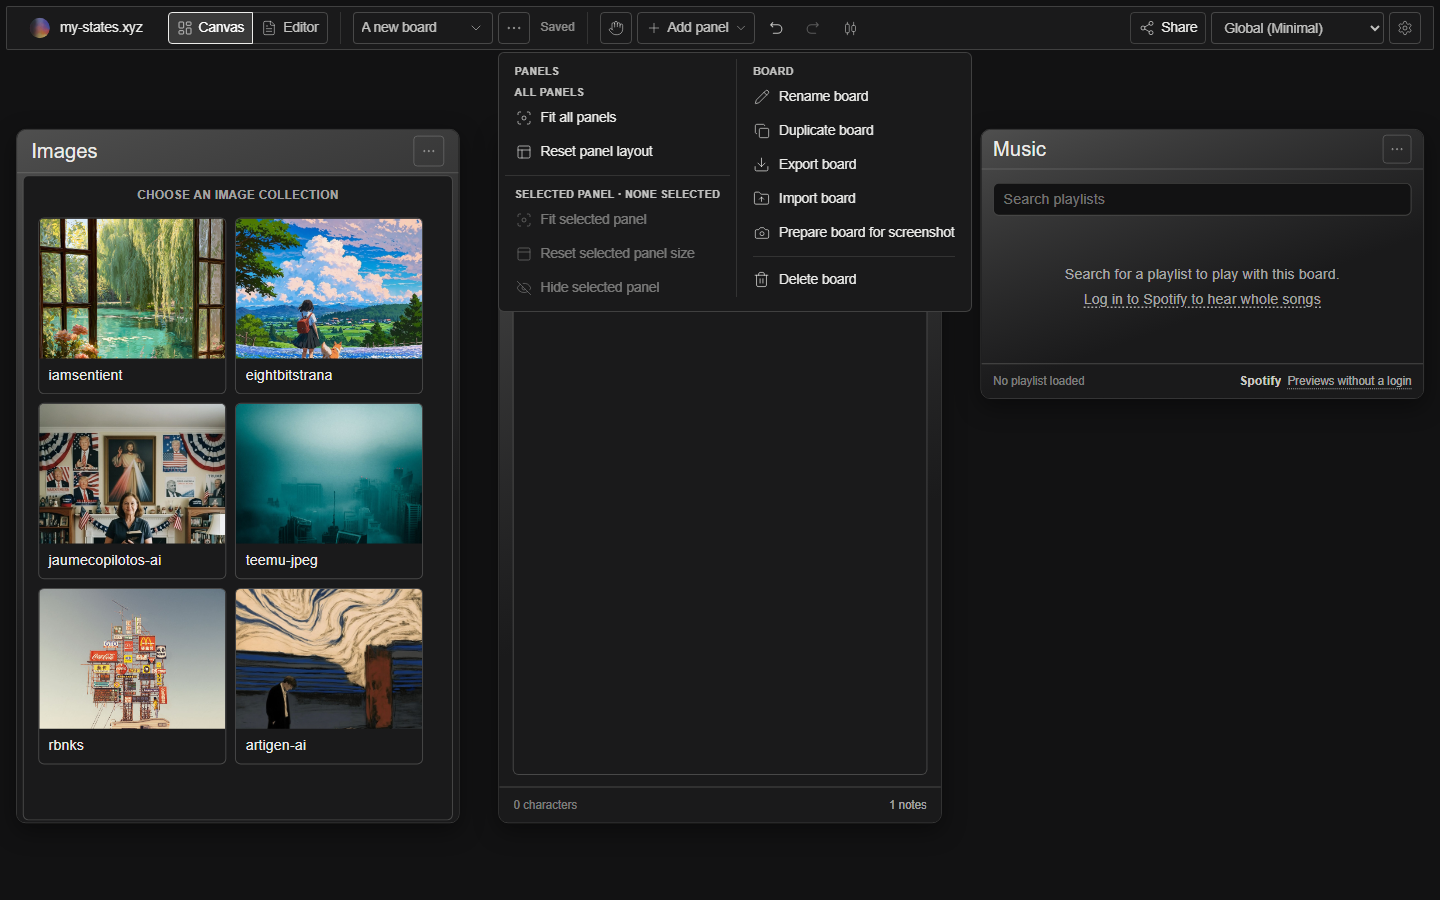 my-states.xyz
Canvas
Editor
A new board
Saved
Add panel
Share
Global (Minimal)
PANELS
ALL PANELS
Fit all panels
Reset panel layout
SELECTED PANEL · NONE SELECTED
Fit selected panel
Reset selected panel size
Hide selected panel
BOARD
Rename board
Duplicate board
Export board
Import board
Prepare board for screenshot
Delete board
Images
CHOOSE AN IMAGE COLLECTION
iamsentient
eightbitstrana
jaumecopilotos-ai
teemu-jpeg
rbnks
artigen-ai
0 characters
1 notes
Music
Search playlists
Search for a playlist to play with this board.
Log in to Spotify to hear whole songs
No playlist loaded
Spotify Previews without a login